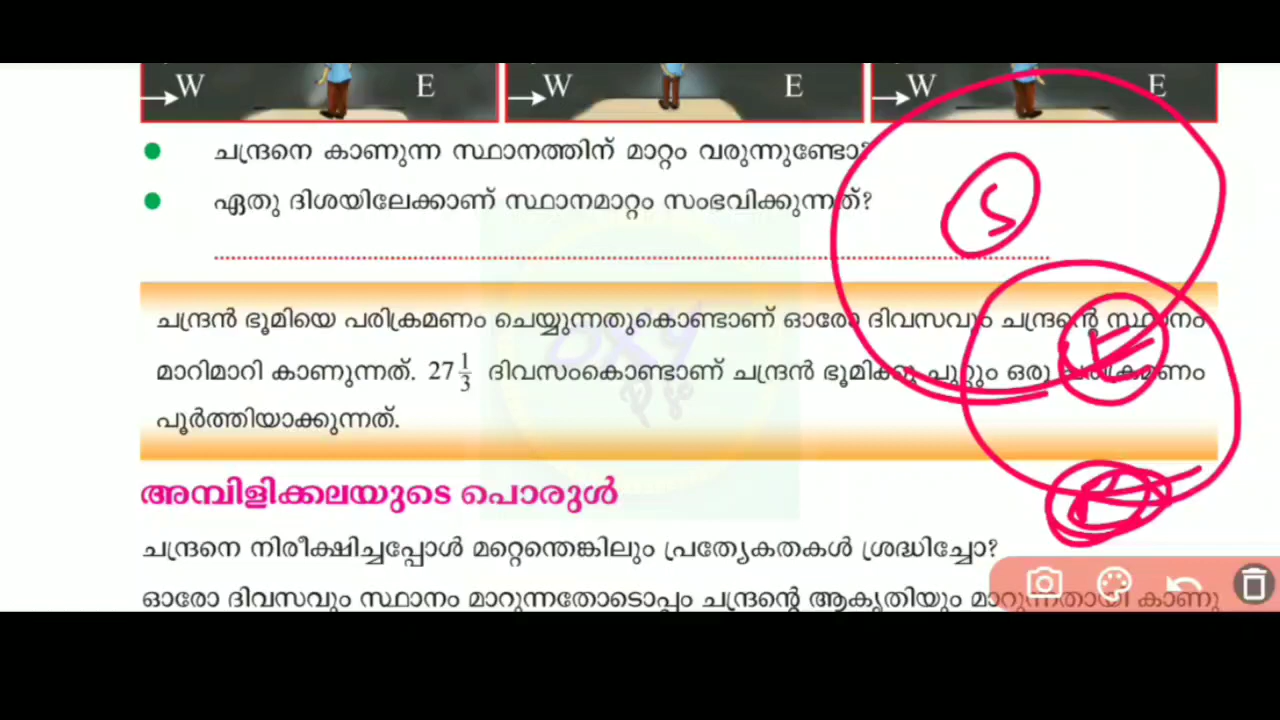 W E W E W E
ചന്ദ്രനെ കാണുന്ന സ്ഥാനത്തിന് മാറ്റം വരുന്നുണ്ടോ?
S
ഏതു ദിശയിലേക്കാണ് സ്ഥാനമാറ്റം സംഭവിക്കുന്നത്?
ചന്ദ്രൻ ഭൂമിയെ പരിക്രമണം ചെയ്യുന്നതുകൊണ്ടാണ് ഓരോ ദിവസവും ചന്ദ്രന്റെ സ്ഥാനം
E
മാറിമാറി കാണുന്നത്. 27 1/3 ദിവസംകൊണ്ടാണ് ചന്ദ്രൻ ഭൂമിക്കു ചുറ്റും ഒരു പരിക്രമണം
പൂർത്തിയാക്കുന്നത്.
അമ്പിളിക്കലയുടെ പൊരുൾ
ചന്ദ്രനെ നിരീക്ഷിച്ചപ്പോൾ മറ്റെന്തെങ്കിലും പ്രത്യേകതകൾ ശ്രദ്ധിച്ചോ?
ഓരോ ദിവസവും സ്ഥാനം മാറുന്നതോടൊപ്പം ചന്ദ്രന്റെ ആകൃതിയും മാറുന്നതായി കാണു